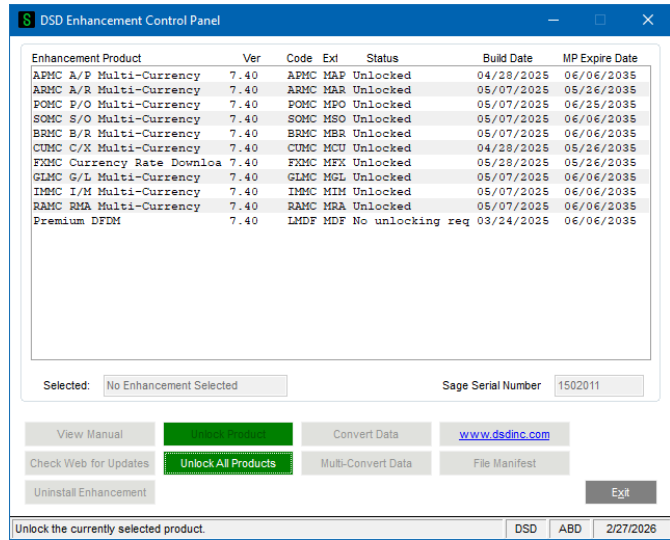 DSD Enhancement Control Panel
Enhancement Product Ver Code Ext Status Build Date MP Expire Date
APMC A/P Multi-Currency 7.40 APMC MAP Unlocked 04/28/2025 06/06/2035
ARMC A/R Multi-Currency 7.40 ARMC MAR Unlocked 05/07/2025 05/26/2035
POMC P/O Multi-Currency 7.40 POMC MPO Unlocked 05/07/2025 06/25/2035
SOMC S/O Multi-Currency 7.40 SOMC MSO Unlocked 05/07/2025 06/06/2035
BRMC B/R Multi-Currency 7.40 BRMC MBR Unlocked 05/07/2025 06/06/2035
CUMC C/X Multi-Currency 7.40 CUMC MCU Unlocked 04/28/2025 05/26/2035
FXMC Currency Rate Downloa 7.40 FXMC MFX Unlocked 05/28/2025 05/26/2035
GLMC G/L Multi-Currency 7.40 GLMC MGL Unlocked 05/07/2025 06/06/2035
IMMC I/M Multi-Currency 7.40 IMMC MIM Unlocked 05/07/2025 06/06/2035
RAMC RMA Multi-Currency 7.40 RAMC MRA Unlocked 05/07/2025 06/06/2035
Premium DFDM 7.40 LMDF MDF No unlocking req 03/24/2025 06/06/2035
Selected: No Enhancement Selected Sage Serial Number 1502011
View Manual Unlock Product Convert Data www.dsdinc.com
Check Web for Updates Unlock All Products Multi-Convert Data File Manifest
Uninstall Enhancement Exit
Unlock the currently selected product. DSD ABD 2/27/2026